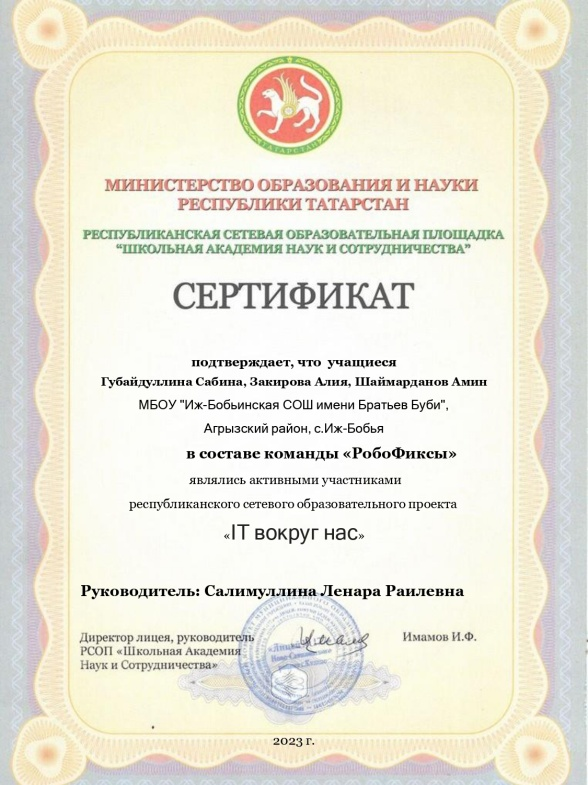 ТАТАРСТАН
МИНИСТЕРСТВО ОБРАЗОВАНИЯ И НАУКИ
РЕСПУБЛИКИ ТАТАРСТАН
РЕСПУБЛИКАНСКАЯ СЕТЕВАЯ ОБРАЗОВАТЕЛЬНАЯ ПЛОЩАДКА
“ШКОЛЬНАЯ АКАДЕМИЯ НАУК И СОТРУДНИЧЕСТВА”
СЕРТИФИКАТ
подтверждает, что учащиеся
Губайдуллина Сабина, Закирова Алия, Шаймарданов Амин
МБОУ "Иж-Бобьинская СОШ имени Братьев Буби",
Агрызский район, с.Иж-Бобья
в составе команды «РобоФиксы»
являлись активными участниками
республиканского сетевого образовательного проекта
«IT вокруг нас»
Руководитель: Салимуллина Ленара Раилевна
Директор лицея, руководитель
РСОП «Школьная Академия
Наук и Сотрудничества»
Имамов И.Ф.
2023 г.